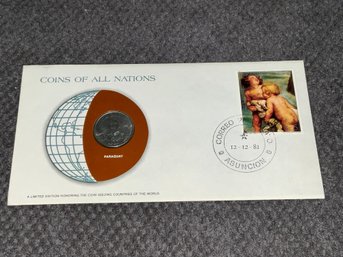 COINS OF ALL NATIONS
PARAGUAY
A LIMITED EDITION HONORING THE COIN ISSUING COUNTRIES OF THE WORLD
CORREO
12-12-81
ASUNCION